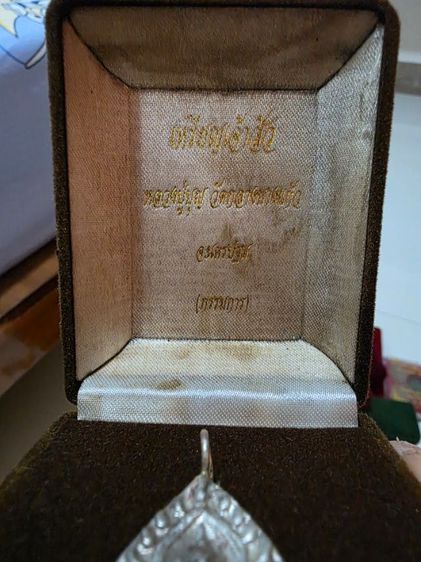 เหรียญเจ้าสัว
หลวงปู่บุญ วัดกลางบางแก้ว
จ.นครปฐม
(กรรมการ)